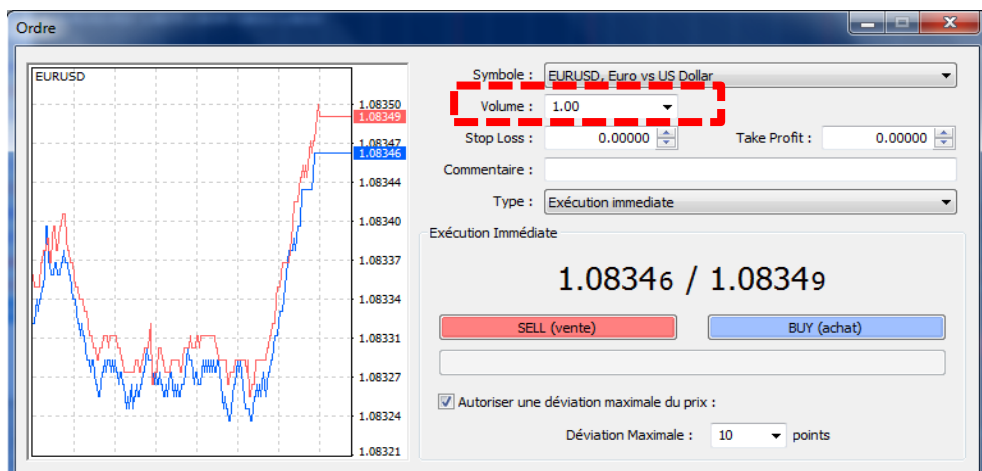 Ordre
EURUSD
1.08350
1.08349
1.08347
1.08346
1.08344
1.08340
1.08337
1.08334
1.08331
1.08327
1.08324
1.08321
Symbole : EURUSD, Euro vs US Dollar
Volume : 1.00
Stop Loss : 0.00000 Take Profit : 0.00000
Commentaire :
Type : Exécution immediate
Exécution Immédiate
1.08346 / 1.08349
SELL (vente) BUY (achat)
Autoriser une déviation maximale du prix :
Déviation Maximale : 10 points